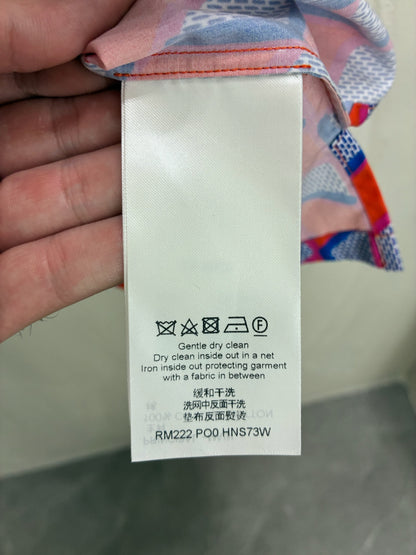 F
Gentle dry clean
Dry clean inside out in a net
Iron inside out protecting garment
with a fabric in between
缓和干洗
洗网中反面干洗
垫布反面熨烫
RM222 PO0 HNS73W